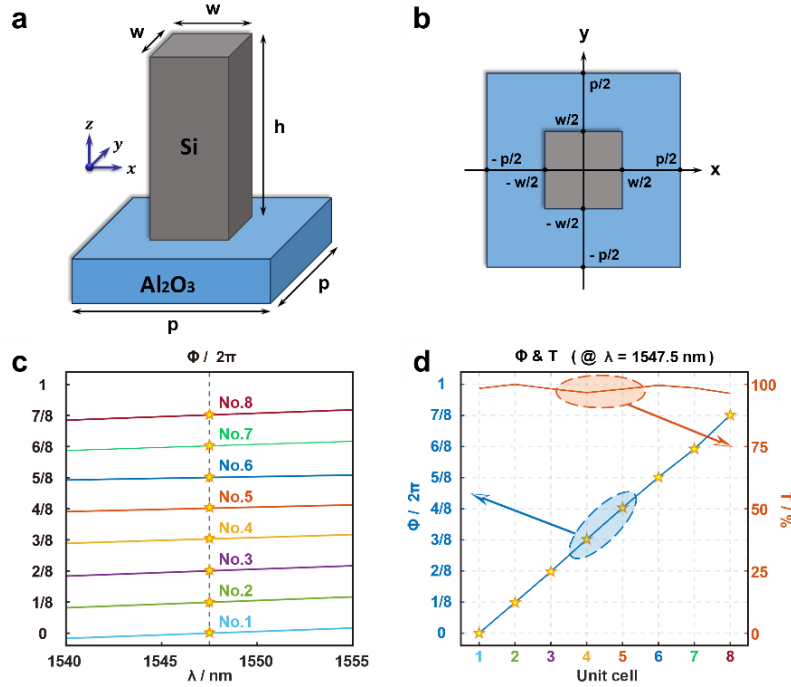 a
w
w
h
z
y
x
Si
Al2O3
p
p
b
y
p/2
w/2
- p/2
p/2
x
- w/2
w/2
- w/2
- p/2
c
Φ / 2π
1
7/8
6/8
5/8
4/8
3/8
2/8
1/8
0
No.8
No.7
No.6
No.5
No.4
No.3
No.2
No.1
1540
1545
1550
1555
λ / nm
d
Φ & T ( @ λ = 1547.5 nm )
Φ / 2π
1
7/8
6/8
5/8
4/8
3/8
2/8
1/8
0
100
75
50
25
0
T / %
1
2
3
4
5
6
7
8
Unit cell